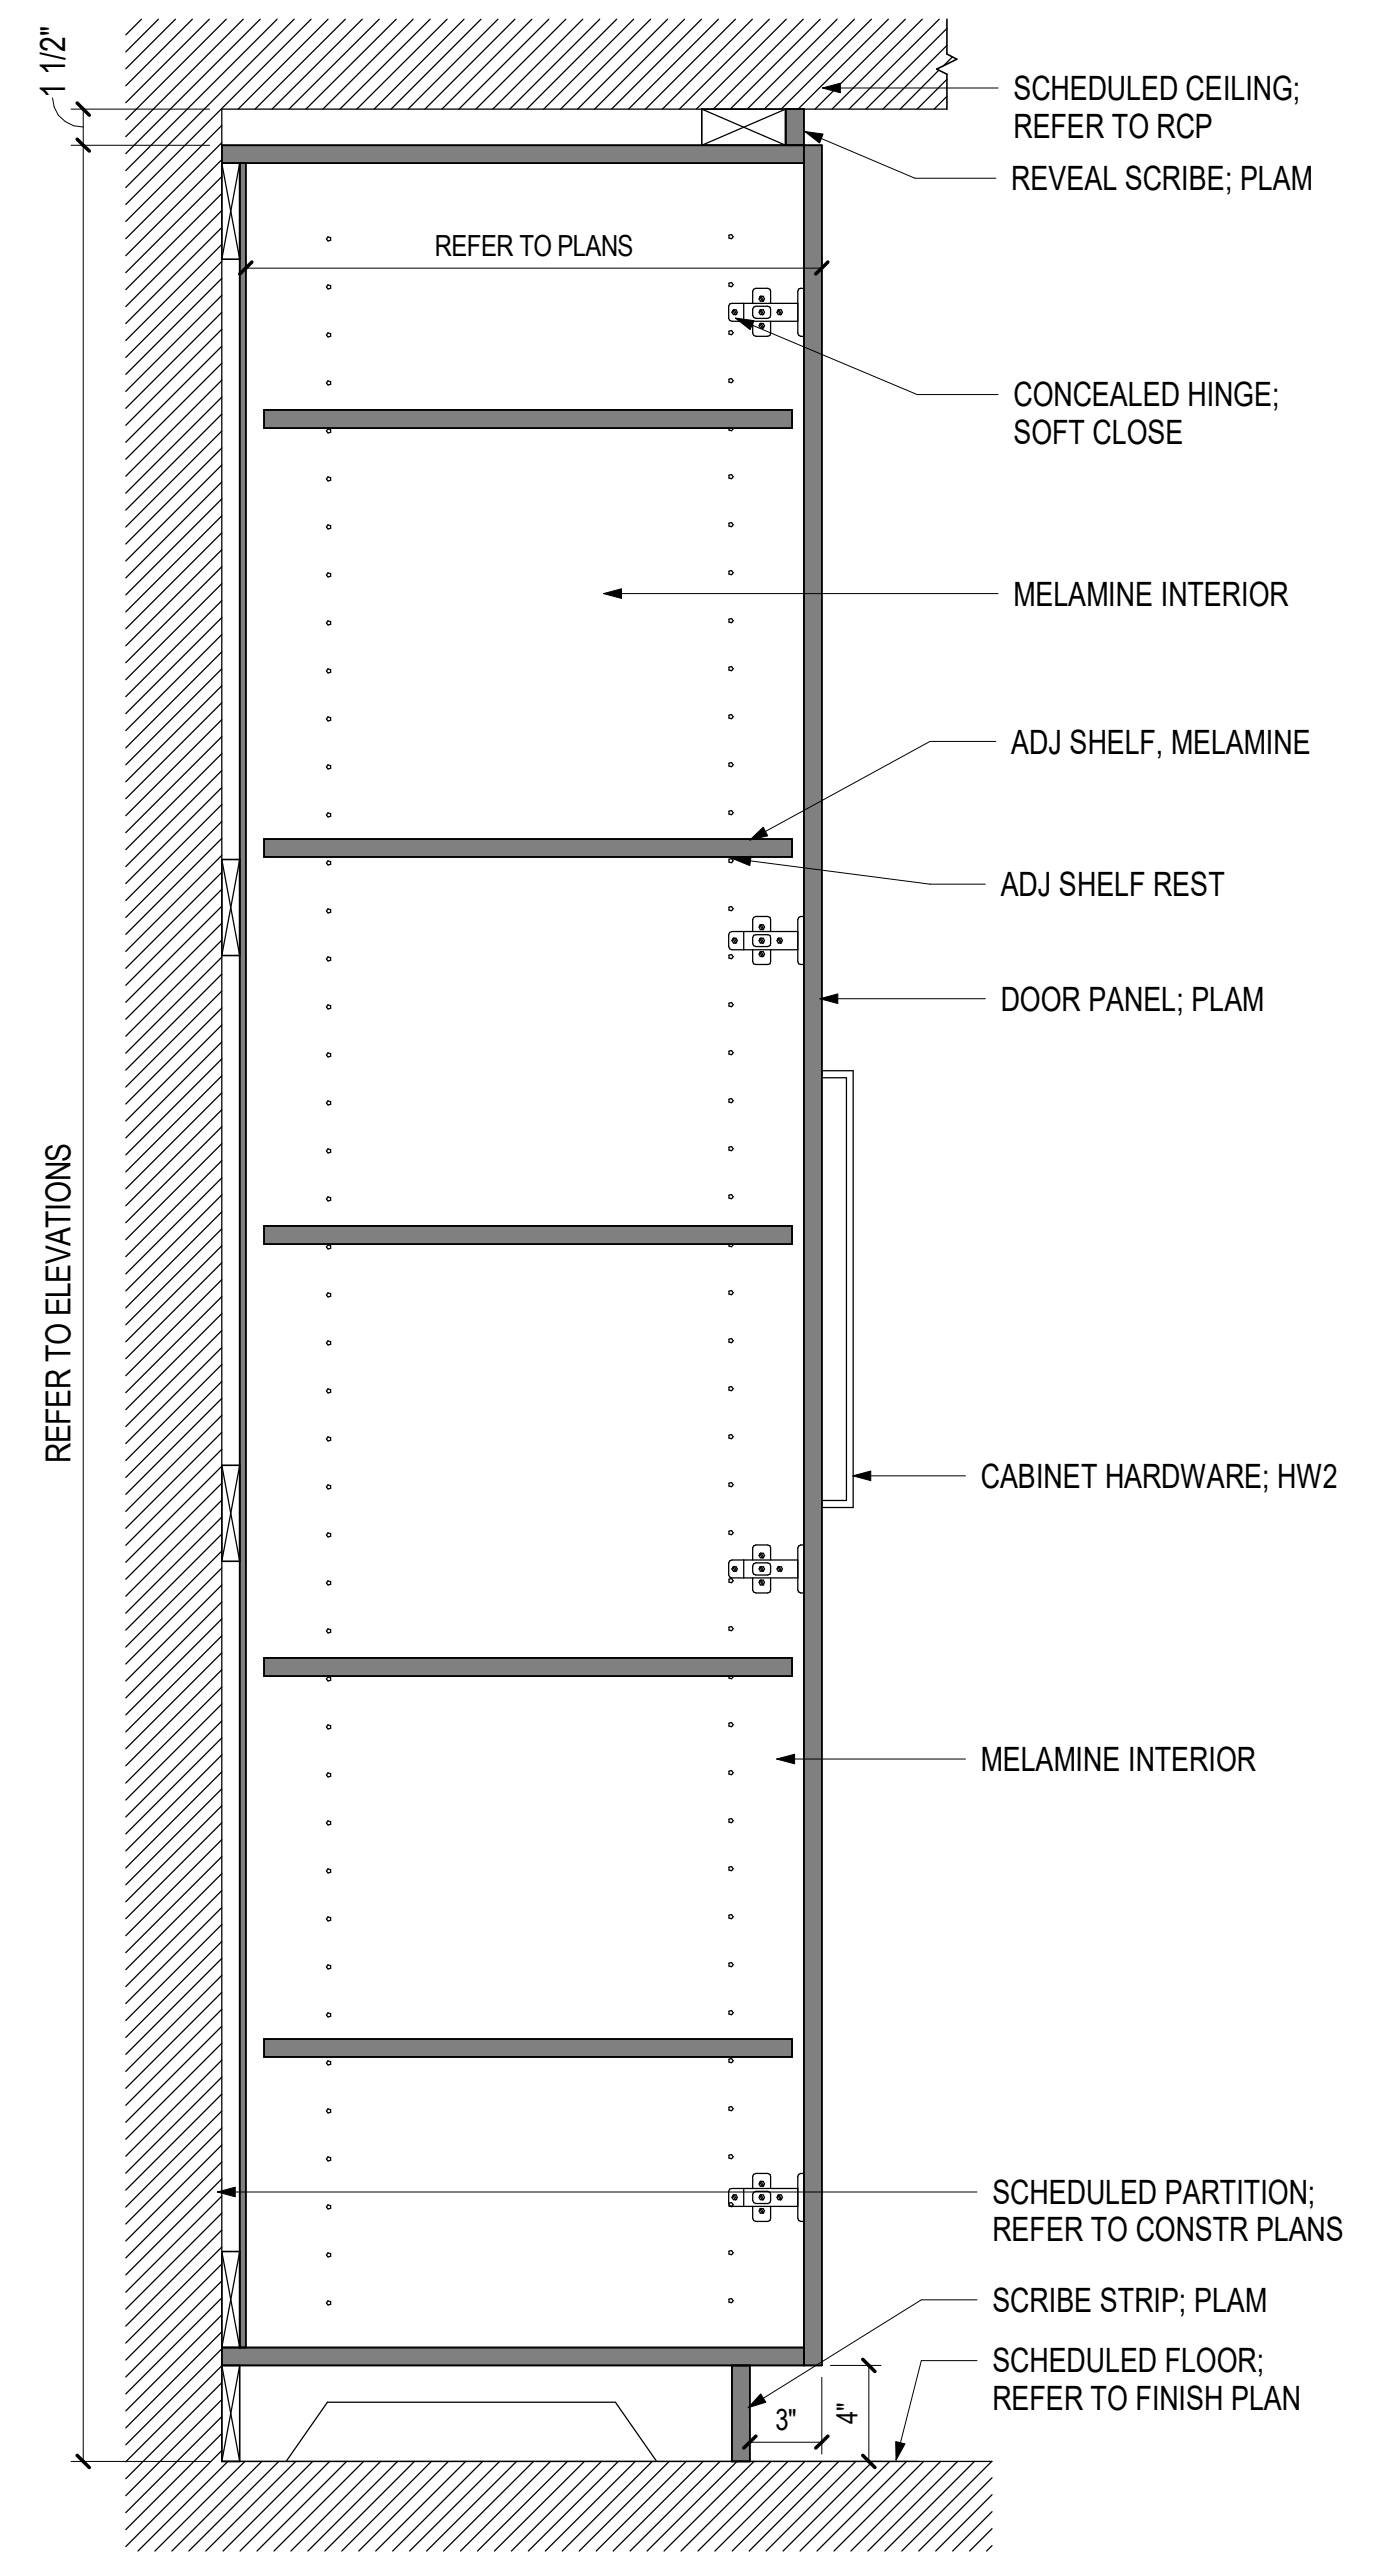 1 1/2"
SCHEDULED CEILING;
REFER TO RCP
REVEAL SCRIBE; PLAM
REFER TO PLANS
CONCEALED HINGE;
SOFT CLOSE
MELAMINE INTERIOR
ADJ SHELF, MELAMINE
ADJ SHELF REST
DOOR PANEL; PLAM
REFER TO ELEVATIONS
CABINET HARDWARE; HW2
MELAMINE INTERIOR
SCHEDULED PARTITION;
REFER TO CONSTR PLANS
SCRIBE STRIP; PLAM
SCHEDULED FLOOR;
REFER TO FINISH PLAN
3"
4"